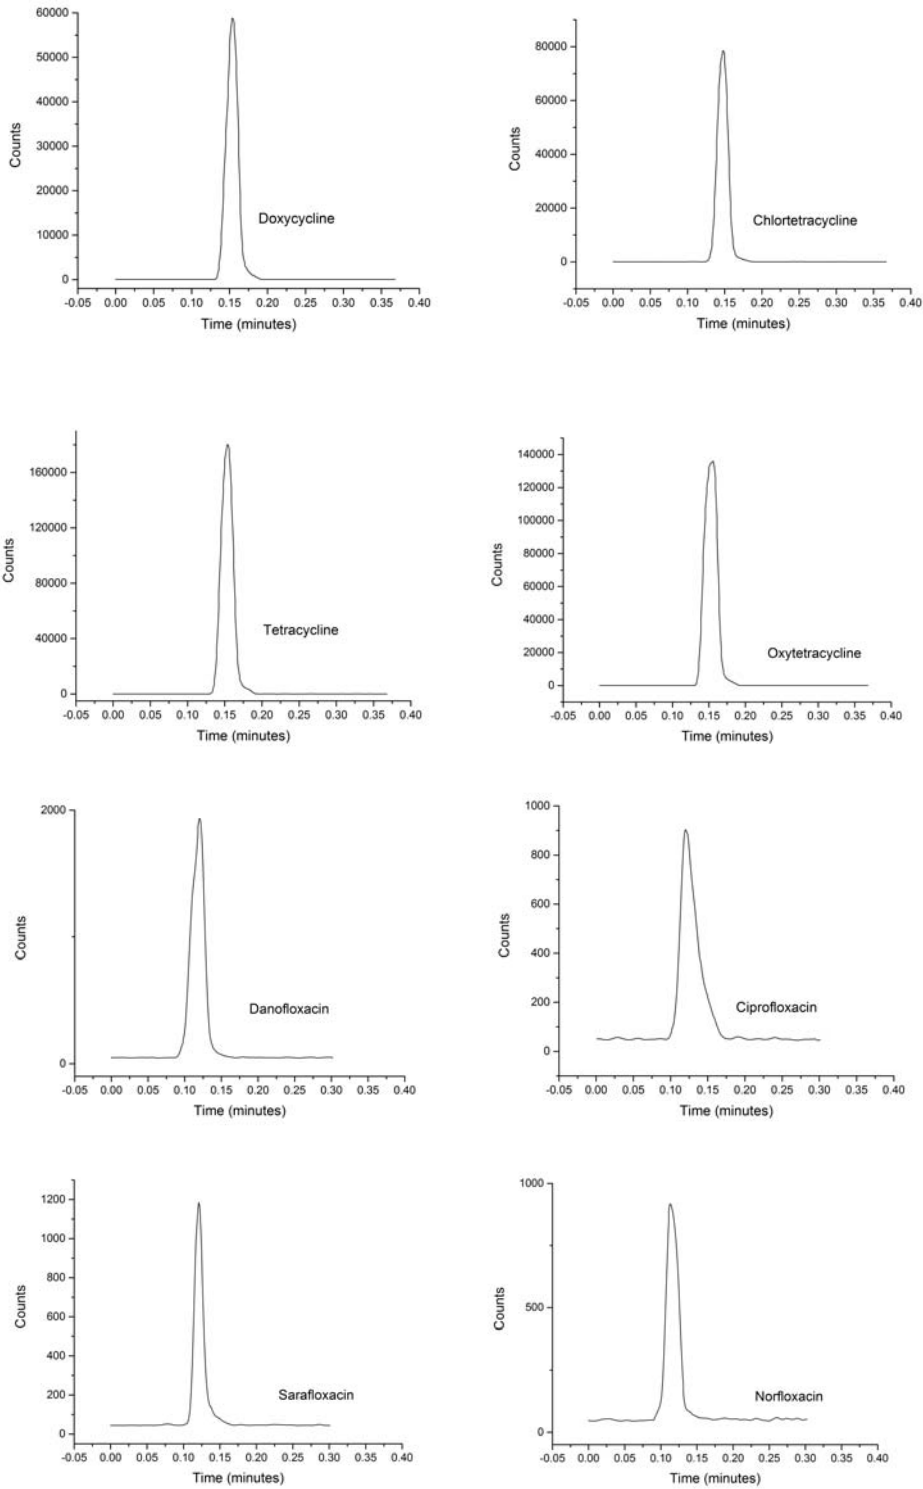 60000
50000
40000
30000
20000
10000
0
Counts
Doxycycline
-0.05 0.00 0.05 0.10 0.15 0.20 0.25 0.30 0.35 0.40
Time (minutes)
80000
60000
40000
20000
0
Counts
Chlortetracycline
-0.05 0.00 0.05 0.10 0.15 0.20 0.25 0.30 0.35 0.40
Time (minutes)
160000
120000
80000
40000
0
Counts
Tetracycline
-0.05 0.00 0.05 0.10 0.15 0.20 0.25 0.30 0.35 0.40
Time (minutes)
140000
120000
100000
80000
60000
40000
20000
0
Counts
Oxytetracycline
-0.05 0.00 0.05 0.10 0.15 0.20 0.25 0.30 0.35 0.40
Time (minutes)
2000
0
Counts
Danofloxacin
-0.05 0.00 0.05 0.10 0.15 0.20 0.25 0.30 0.35 0.40
Time (minutes)
1000
800
600
400
200
0
Counts
Ciprofloxacin
-0.05 0.00 0.05 0.10 0.15 0.20 0.25 0.30 0.35 0.40
Time (minutes)
1200
1000
800
600
400
200
0
Counts
Sarafloxacin
-0.05 0.00 0.05 0.10 0.15 0.20 0.25 0.30 0.35 0.40
Time (minutes)
1000
500
0
Counts
Norfloxacin
-0.05 0.00 0.05 0.10 0.15 0.20 0.25 0.30 0.35 0.40
Time (minutes)